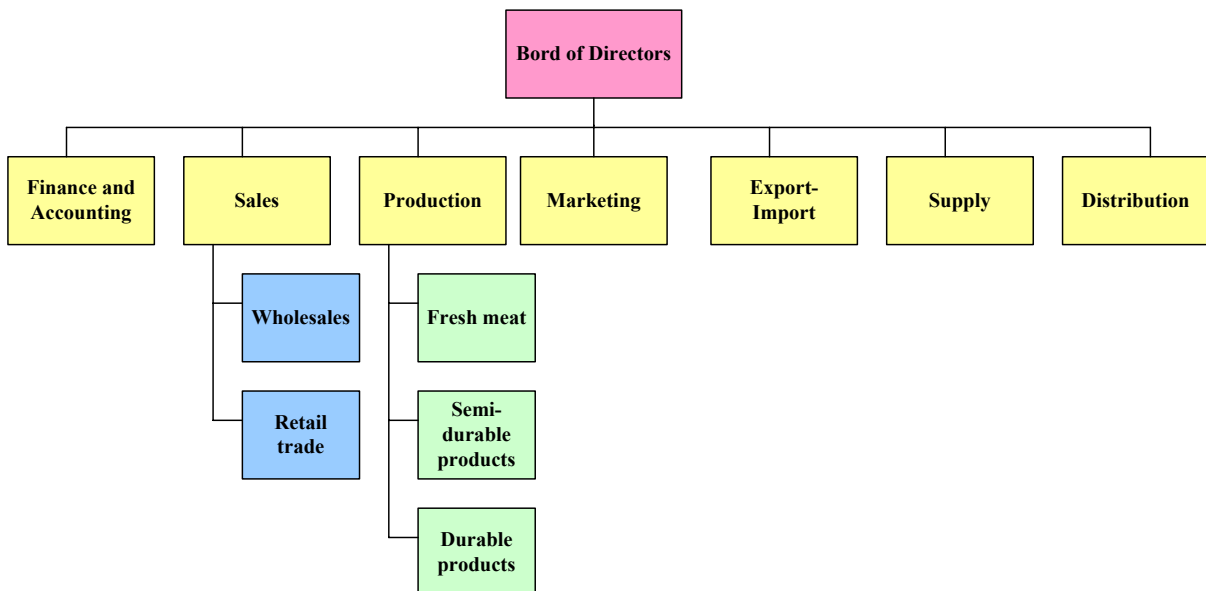 Bord of Directors
Finance and
Accounting
Sales
Production
Marketing
Export-
Import
Supply
Distribution
Wholesales
Fresh meat
Retail
trade
Semi-
durable
products
Durable
products